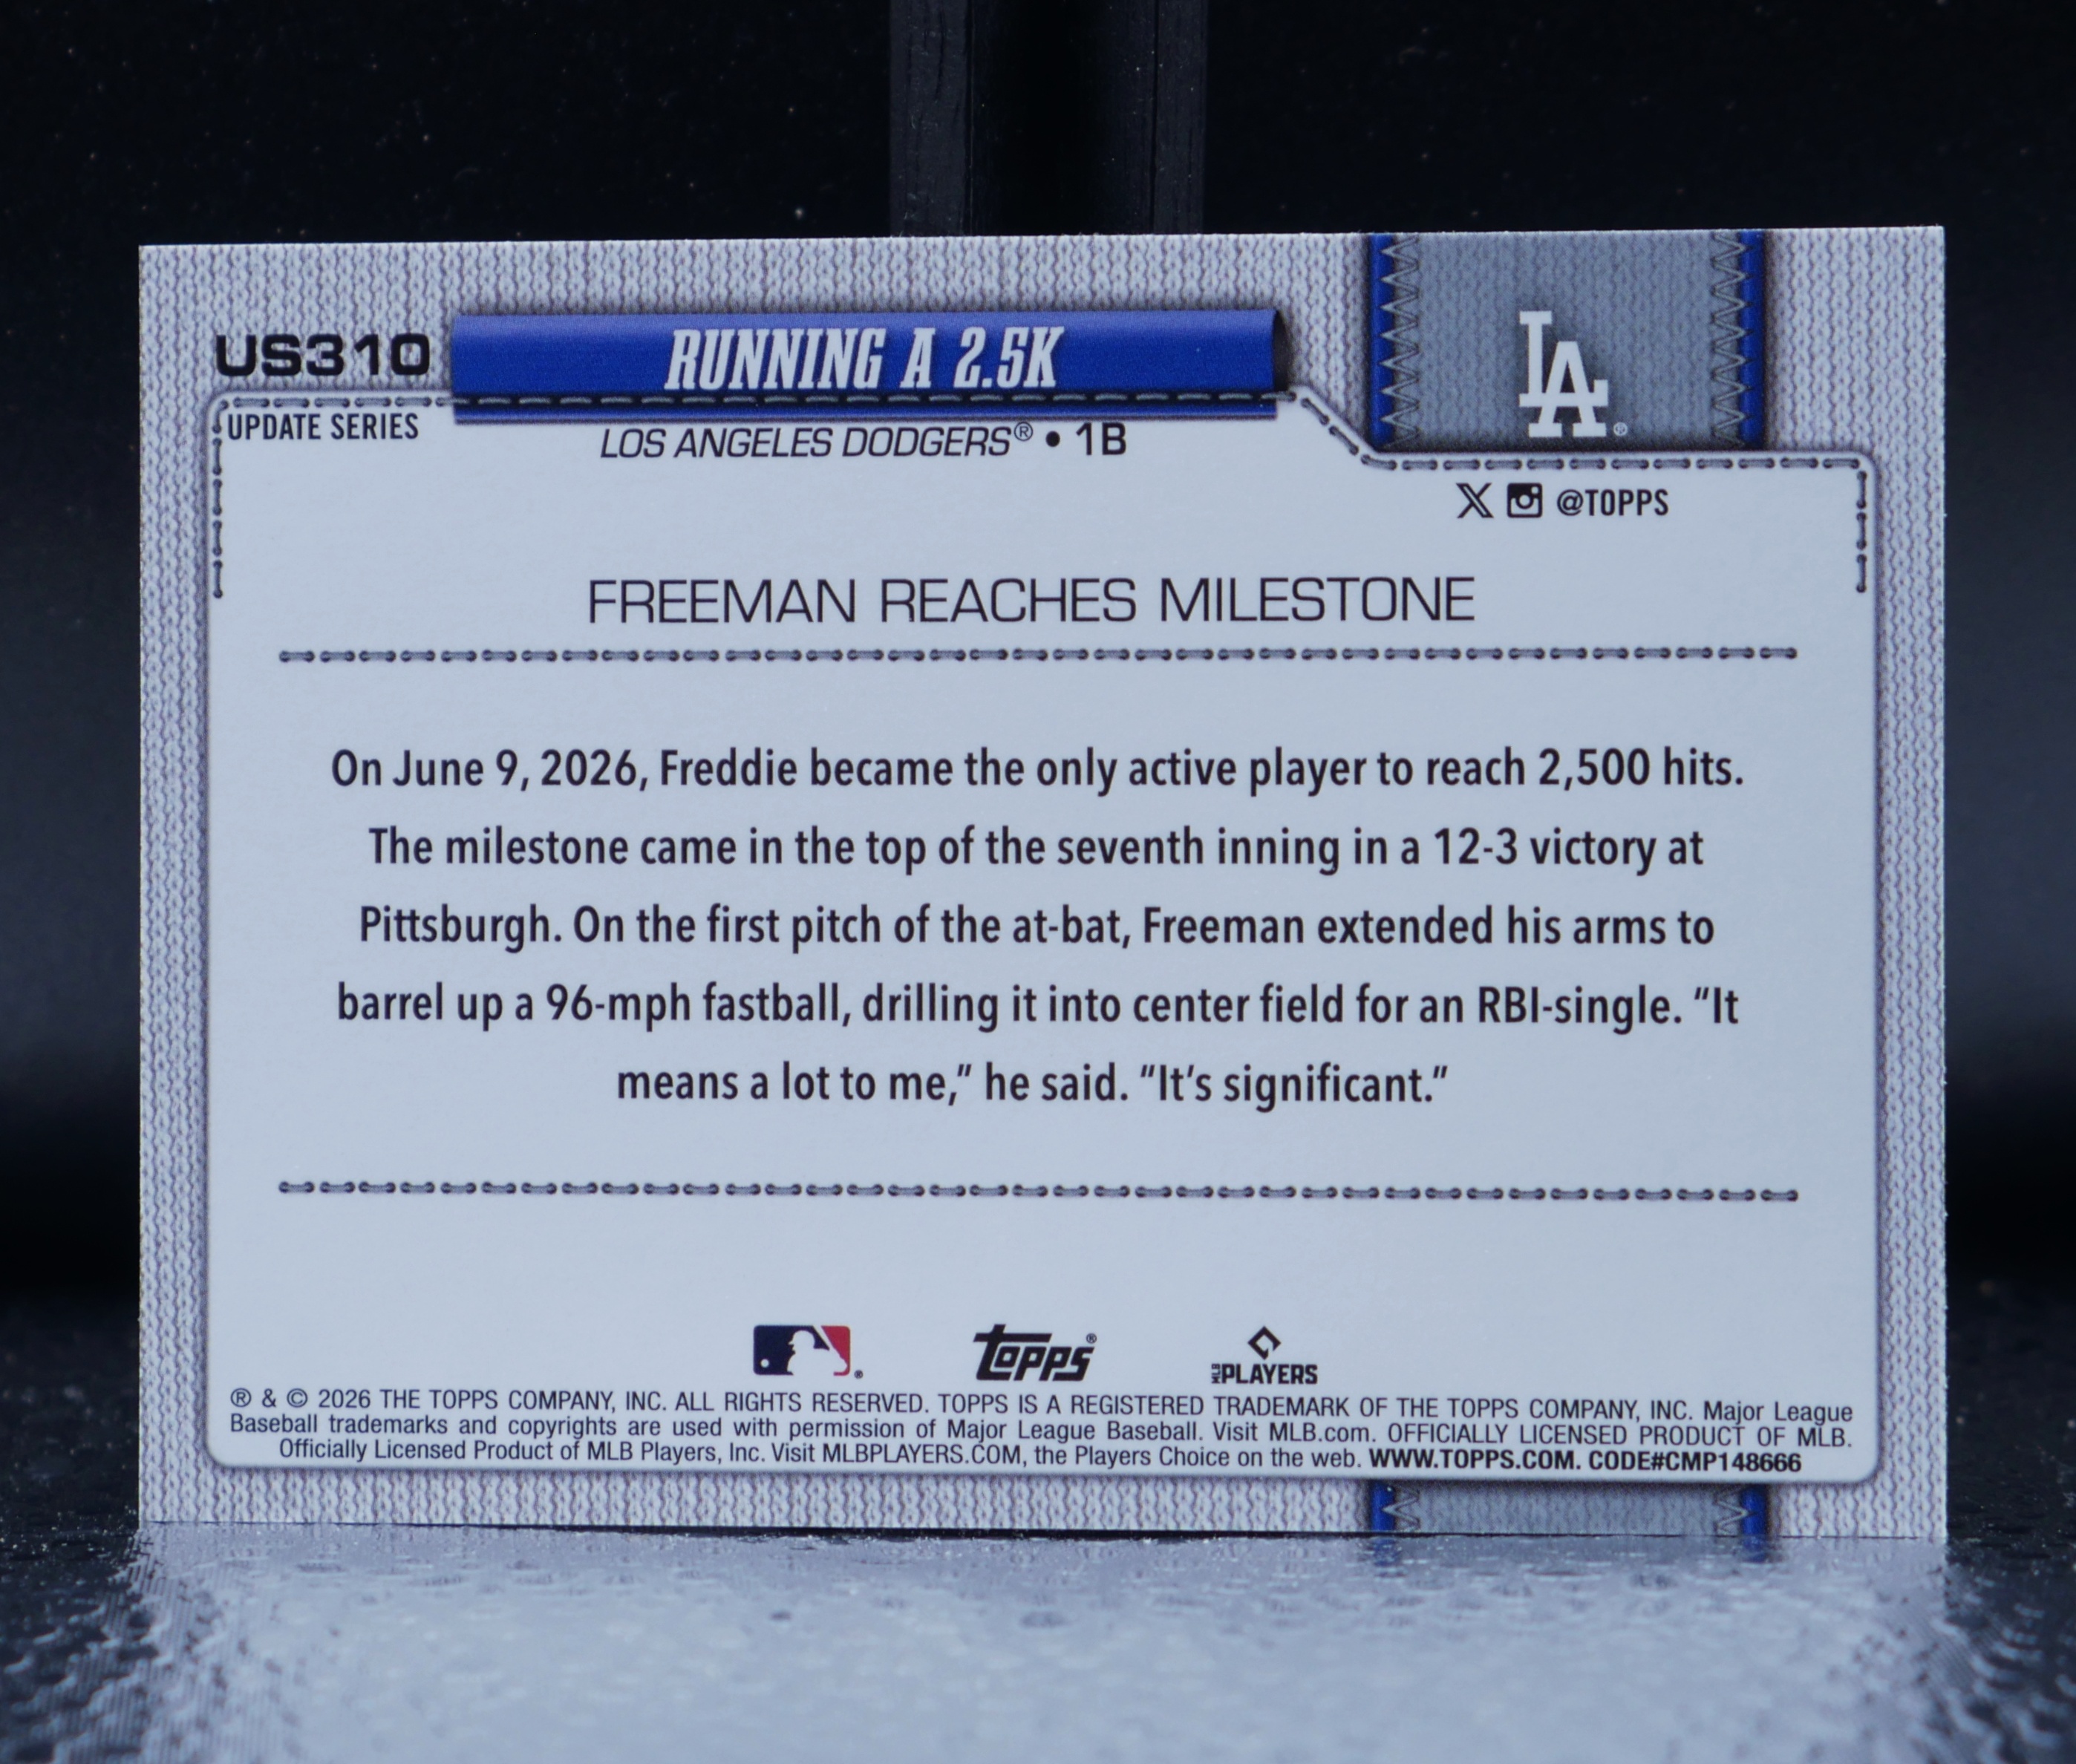 US310
RUNNING A 2.5K
UPDATE SERIES
LOS ANGELES DODGERS® • 1B
LA®
X @TOPPS
FREEMAN REACHES MILESTONE
On June 9, 2026, Freddie became the only active player to reach 2,500 hits.
The milestone came in the top of the seventh inning in a 12-3 victory at
Pittsburgh. On the first pitch of the at-bat, Freeman extended his arms to
barrel up a 96-mph fastball, drilling it into center field for an RBI-single. "It
means a lot to me," he said. "It's significant."
Topps®
MLB PLAYERS
® & © 2026 THE TOPPS COMPANY, INC. ALL RIGHTS RESERVED. TOPPS IS A REGISTERED TRADEMARK OF THE TOPPS COMPANY, INC. Major League
Baseball trademarks and copyrights are used with permission of Major League Baseball. Visit MLB.com. OFFICIALLY LICENSED PRODUCT OF MLB.
Officially Licensed Product of MLB Players, Inc. Visit MLBPLAYERS.COM, the Players Choice on the web. WWW.TOPPS.COM. CODE#CMP148666